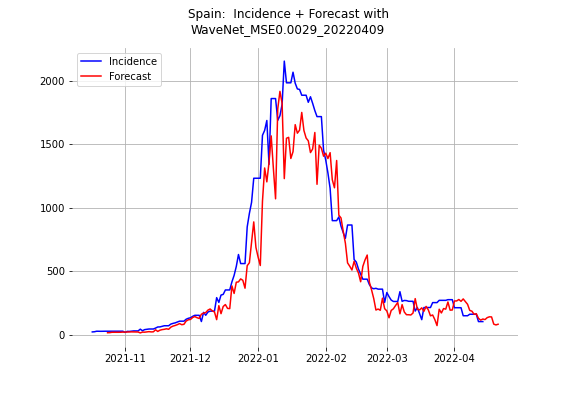 Spain:  Incidence + Forecast with
WaveNet_MSE0.0029_20220409
Incidence
Forecast
2000
1500
1000
500
0
2021-11
2021-12
2022-01
2022-02
2022-03
2022-04